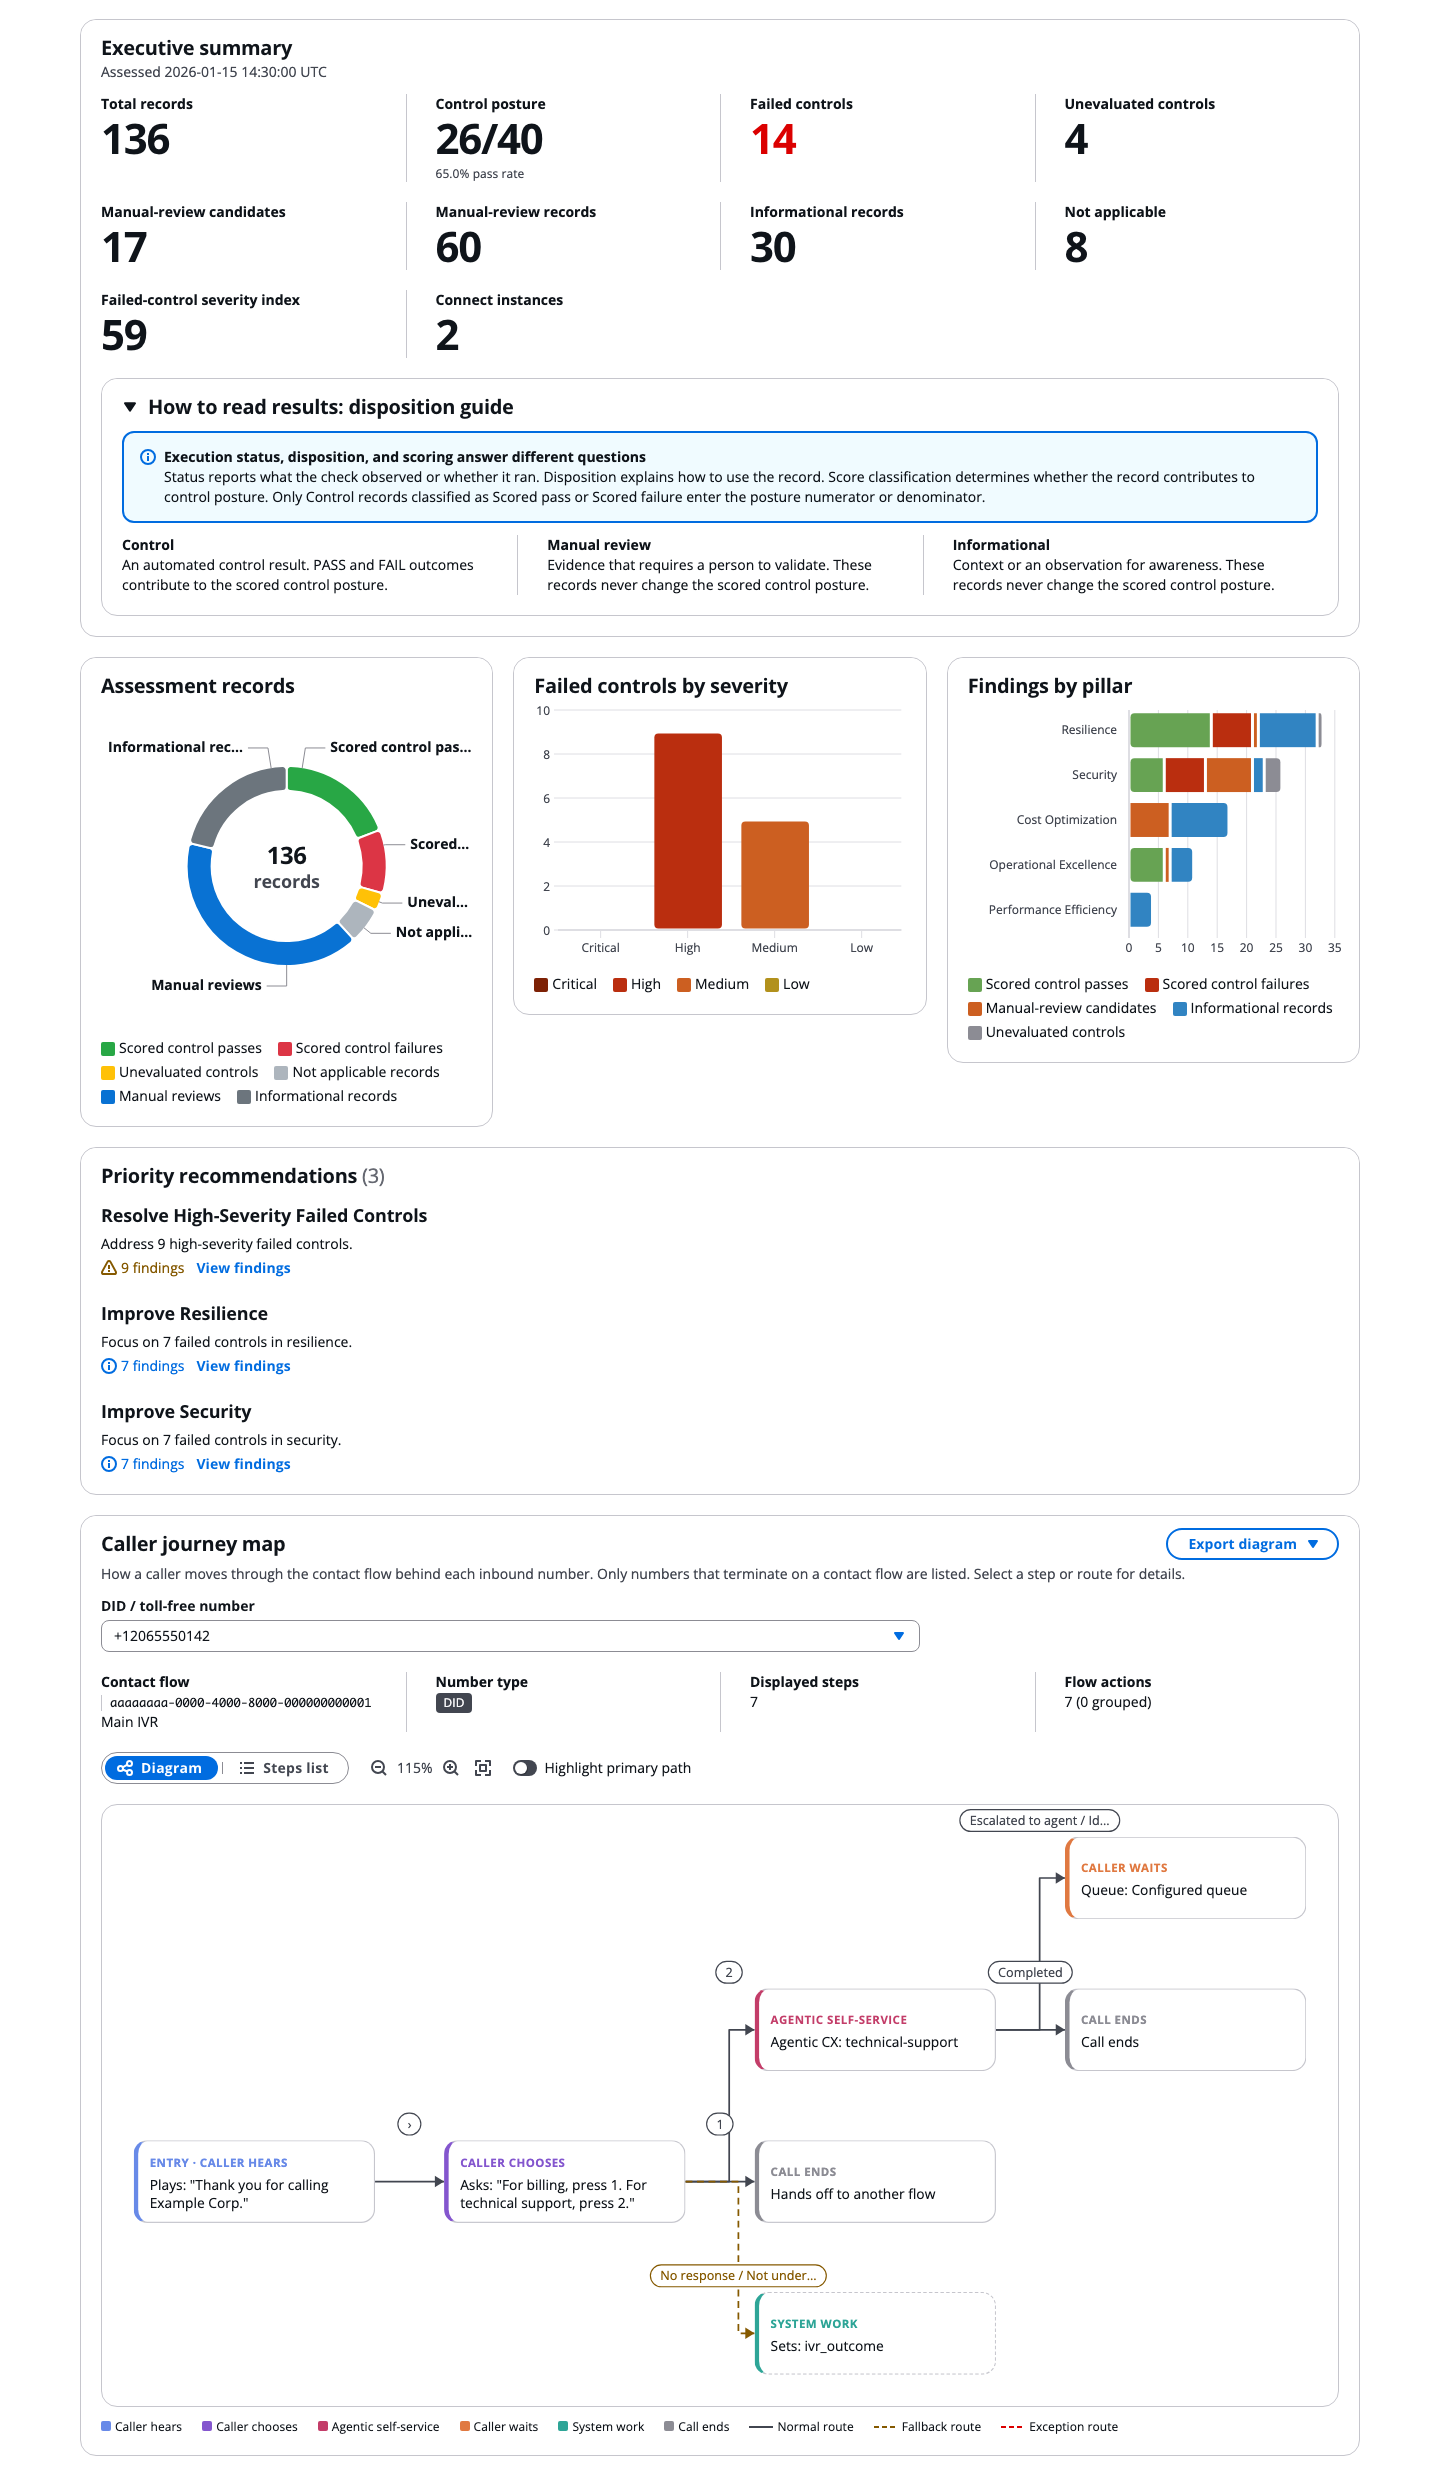 Executive summary
Assessed 2026-01-15 14:30:00 UTC
Total records
136
Control posture
26/40
65.0% pass rate
Failed controls
14
Unevaluated controls
4
Manual-review candidates
17
Manual-review records
60
Informational records
30
Not applicable
8
Failed-control severity index
59
Connect instances
2
How to read results: disposition guide
Execution status, disposition, and scoring answer different questions
Status reports what the check observed or whether it ran. Disposition explains how to use the record. Score classification determines whether the record contributes to
control posture. Only Control records classified as Scored pass or Scored failure enter the posture numerator or denominator.
Control
An automated control result. PASS and FAIL outcomes
contribute to the scored control posture.
Manual review
Evidence that requires a person to validate. These
records never change the scored control posture.
Informational
Context or an observation for awareness. These
records never change the scored control posture.
Assessment records
Informational rec...
Scored control pas...
Scored...
Uneval...
Not appli...
Manual reviews
136
records
Scored control passes
Scored control failures
Unevaluated controls
Not applicable records
Manual reviews
Informational records
Failed controls by severity
10
8
6
4
2
0
Critical
High
Medium
Low
Critical
High
Medium
Low
Findings by pillar
Resilience
Security
Cost Optimization
Operational Excellence
Performance Efficiency
0 5 10 15 20 25 30 35
Scored control passes
Scored control failures
Manual-review candidates
Informational records
Unevaluated controls
Priority recommendations (3)
Resolve High-Severity Failed Controls
Address 9 high-severity failed controls.
9 findings View findings
Improve Resilience
Focus on 7 failed controls in resilience.
7 findings View findings
Improve Security
Focus on 7 failed controls in security.
7 findings View findings
Caller journey map
Export diagram
How a caller moves through the contact flow behind each inbound number. Only numbers that terminate on a contact flow are listed. Select a step or route for details.
DID / toll-free number
+12065550142
Contact flow
aaaaaaaa-0000-4000-8000-000000000001
Main IVR
Number type
DID
Displayed steps
7
Flow actions
7 (0 grouped)
Diagram
Steps list
115%
Highlight primary path
Escalated to agent / Id...
CALLER WAITS
Queue: Configured queue
2
Completed
AGENTIC SELF-SERVICE
Agentic CX: technical-support
CALL ENDS
Call ends
›
1
ENTRY · CALLER HEARS
Plays: "Thank you for calling
Example Corp."
CALLER CHOOSES
Asks: "For billing, press 1. For
technical support, press 2."
CALL ENDS
Hands off to another flow
No response / Not under...
SYSTEM WORK
Sets: ivr_outcome
Caller hears
Caller chooses
Agentic self-service
Caller waits
System work
Call ends
Normal route
Fallback route
Exception route